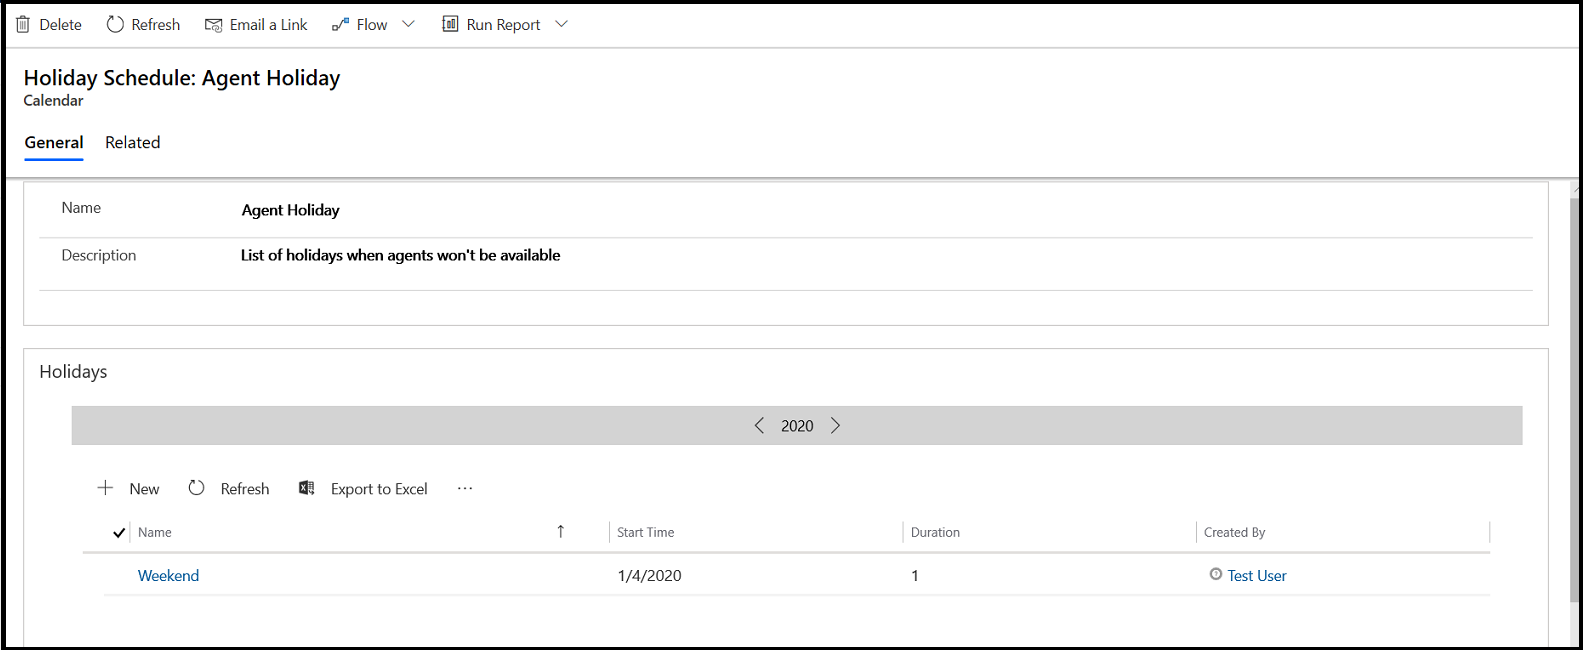 Delete Refresh Email a Link Flow Run Report
Holiday Schedule: Agent Holiday
Calendar
General Related
Name Agent Holiday
Description List of holidays when agents won't be available
Holidays
2020
New Refresh Export to Excel ...
Name Start Time Duration Created By
Weekend 1/4/2020 1 Test User